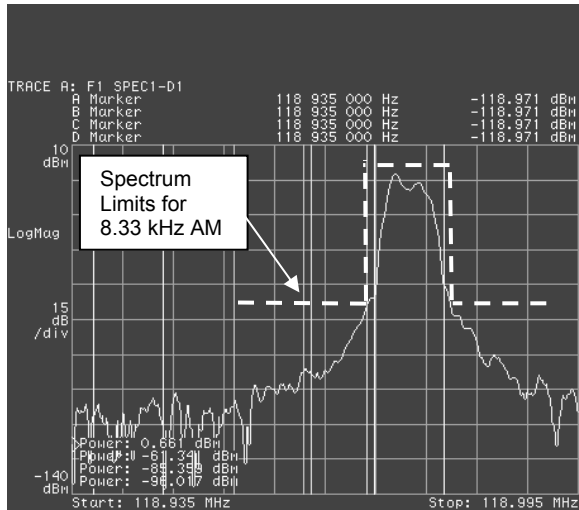 TRACE A: F1 SPEC1-D1
A Marker 118 935 000 Hz -118.971 dBm
B Marker 118 935 000 Hz -118.971 dBm
C Marker 118 935 000 Hz -118.971 dBm
D Marker 118 935 000 Hz -118.971 dBm
10
dBm
Spectrum
Limits for
8.33 kHz AM
LogMag
15
dB
/div
Power: 0.661 dBm
Power: -61.341 dBm
Power: -85.359 dBm
-140 Power: -96.017 dBm
dBm
Start: 118.935 MHz Stop: 118.995 MHz